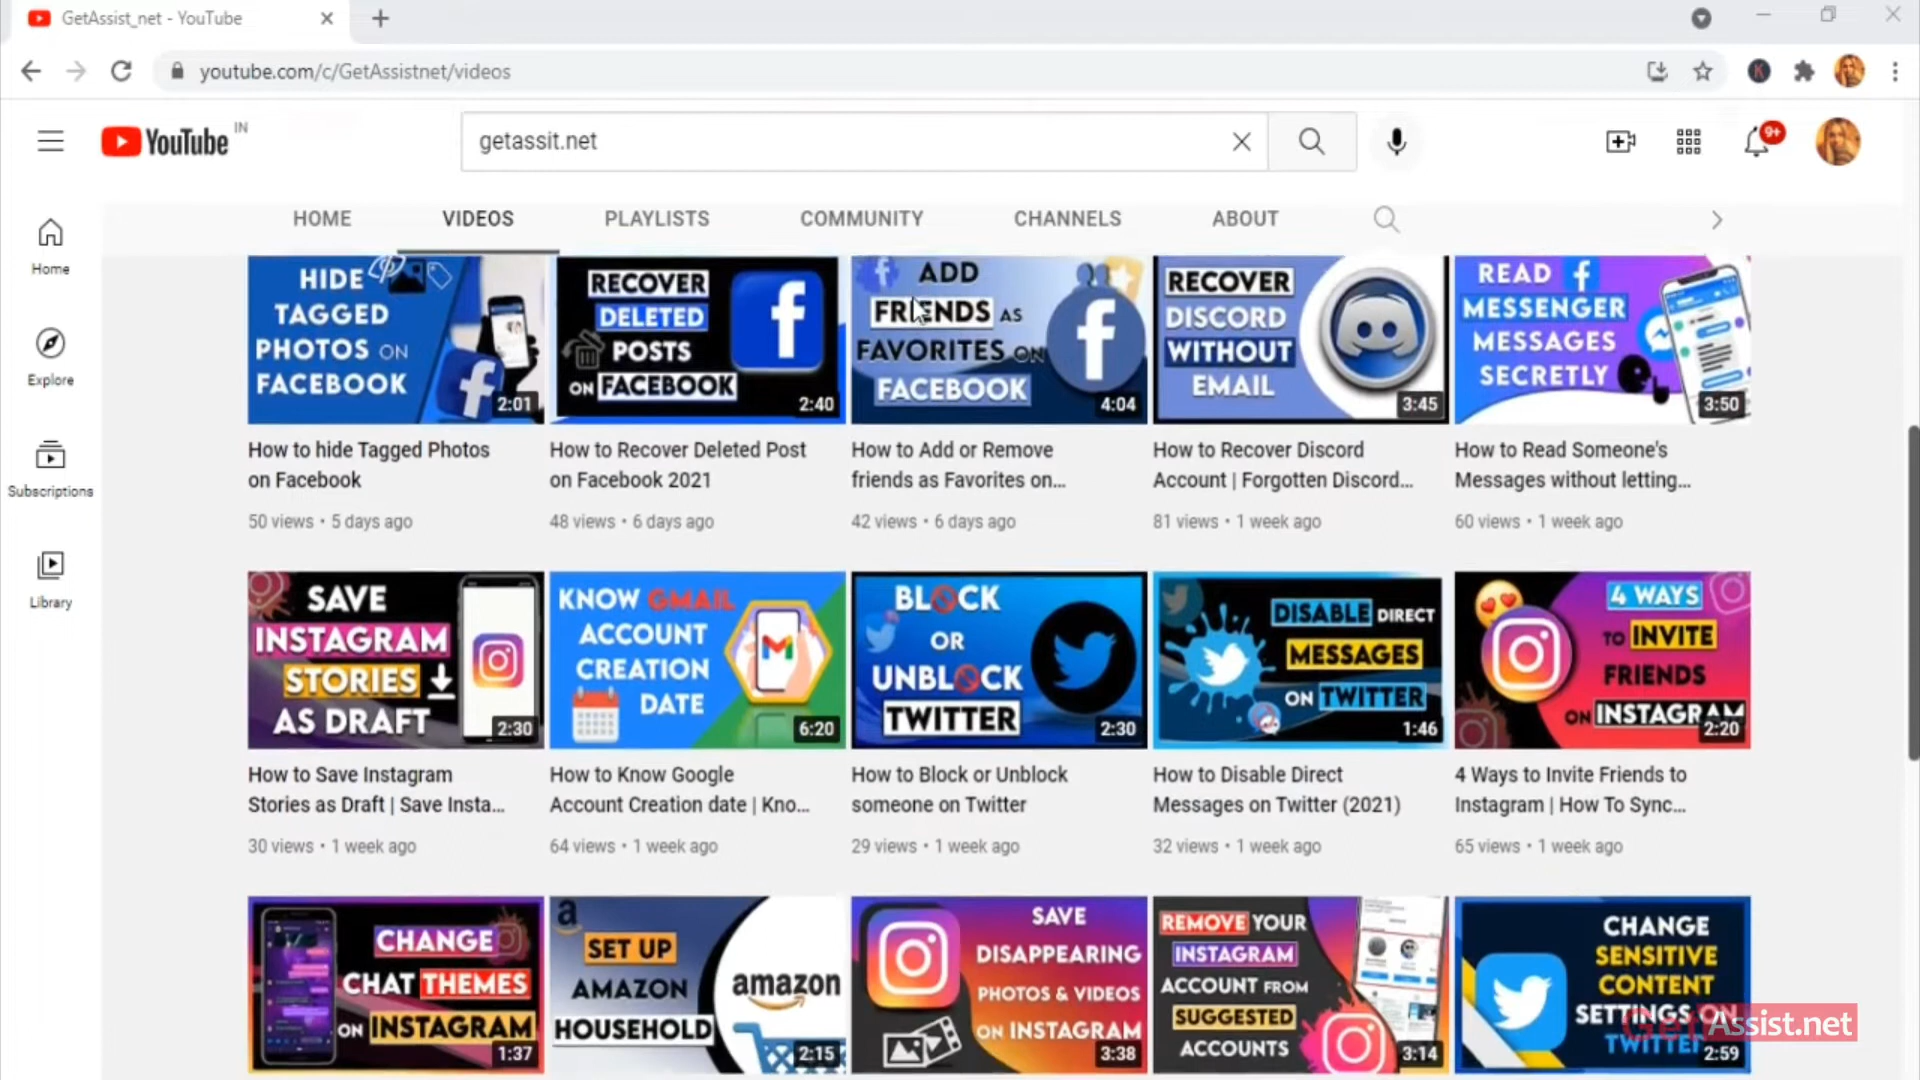 GetAssist_net - YouTube
youtube.com/c/GetAssistnet/videos
YouTube IN
getassit.net
9+
HOME VIDEOS PLAYLISTS COMMUNITY CHANNELS ABOUT
Home
Explore
Subscriptions
Library
HIDE
TAGGED
PHOTOS ON
FACEBOOK
2:01
RECOVER
DELETED
POSTS
ON FACEBOOK
2:40
ADD
FRIENDS AS
FAVORITES ON
FACEBOOK
4:04
RECOVER
DISCORD
WITHOUT
EMAIL
3:45
READ
MESSENGER
MESSAGES
SECRETLY
3:50
How to hide Tagged Photos
on Facebook
50 views • 5 days ago
How to Recover Deleted Post
on Facebook 2021
48 views • 6 days ago
How to Add or Remove
friends as Favorites on...
42 views • 6 days ago
How to Recover Discord
Account | Forgotten Discord...
81 views • 1 week ago
How to Read Someone's
Messages without letting...
60 views • 1 week ago
SAVE
INSTAGRAM
STORIES
AS DRAFT
2:30
KNOW GMAIL
ACCOUNT
CREATION
DATE
6:20
BLOCK
OR
UNBLOCK
TWITTER
2:30
DISABLE DIRECT
MESSAGES
ON TWITTER
1:46
4 WAYS
TO INVITE
FRIENDS
ON INSTAGRAM
2:20
How to Save Instagram
Stories as Draft | Save Insta...
30 views • 1 week ago
How to Know Google
Account Creation date | Kno...
64 views • 1 week ago
How to Block or Unblock
someone on Twitter
29 views • 1 week ago
How to Disable Direct
Messages on Twitter (2021)
32 views • 1 week ago
4 Ways to Invite Friends to
Instagram | How To Sync...
65 views • 1 week ago
CHANGE
CHAT THEMES
ON INSTAGRAM
1:37
SET UP
AMAZON
HOUSEHOLD
amazon
2:15
SAVE
DISAPPEARING
PHOTOS & VIDEOS
ON INSTAGRAM
3:38
REMOVE YOUR
INSTAGRAM
ACCOUNT FROM
SUGGESTED
ACCOUNTS
3:14
CHANGE
SENSITIVE
CONTENT
SETTINGS ON
TWITTER
2:59
GetAssist.net